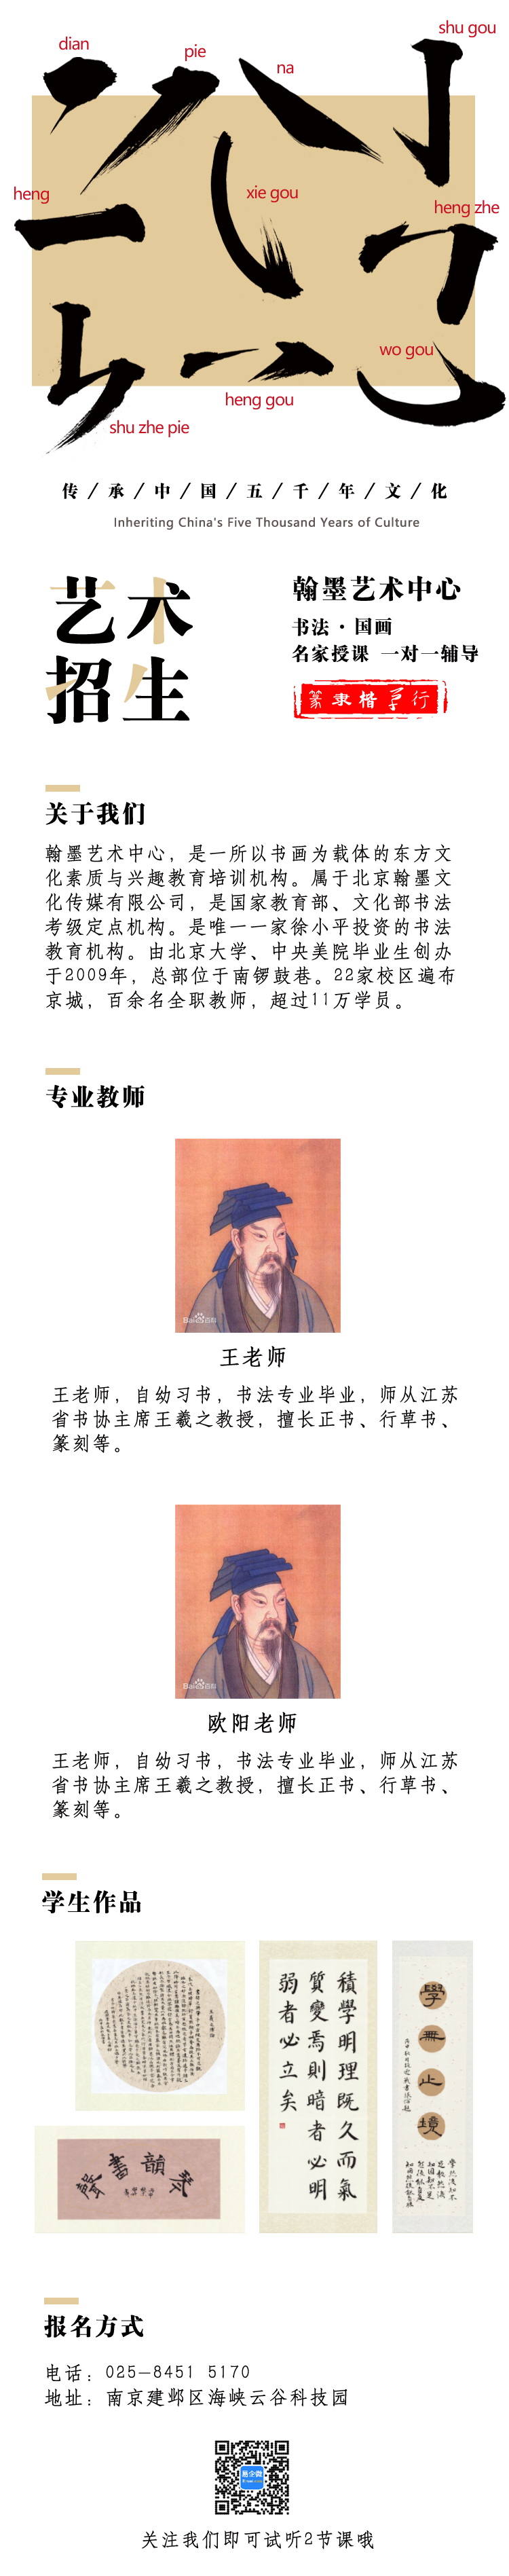 dian
pie
na
shu gou
heng
xie gou
heng zhe
wo gou
heng gou
shu zhe pie
传 / 承 / 中 / 国 / 五 / 千 / 年 / 文 / 化
Inheriting China's Five Thousand Years of Culture
艺术
招生
翰墨艺术中心
书法 · 国画
名家授课 一对一辅导
篆隶楷草行
关于我们
翰墨艺术中心，是一所以书画为载体的东方文
化素质与兴趣教育培训机构。属于北京翰墨文
化传媒有限公司，是国家教育部、文化部书法
考级定点机构。是唯一一家徐小平投资的书法
教育机构。由北京大学、中央美院毕业生创办
于2009年，总部位于南锣鼓巷。22家校区遍布
京城，百余名全职教师，超过11万学员。
专业教师
Bai百科
王老师
王老师，自幼习书，书法专业毕业，师从江苏
省书协主席王羲之教授，擅长正书、行草书、
篆刻等。
Bai百科
欧阳老师
王老师，自幼习书，书法专业毕业，师从江苏
省书协主席王羲之教授，擅长正书、行草书、
篆刻等。
学生作品
積學明理既久而氣
質變焉則暗者必明
弱者必立矣
學無止境
琴韻書聲
报名方式
电话：025-8451 5170
地址：南京建邺区海峡云谷科技园
易企微
关注我们即可试听2节课哦